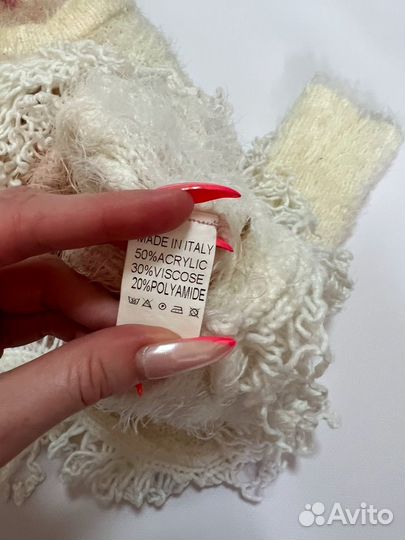 MADE IN ITALY
50%ACRYLIC
30%VISCOSE
20%POLYAMIDE
Avito